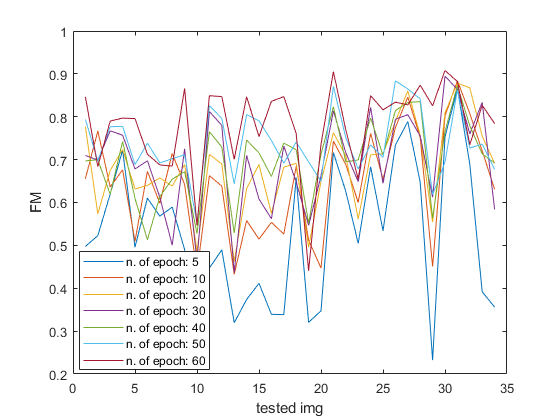 1
0.9
0.8
0.7
0.6
0.5
0.4
0.3
0.2
FM
n. of epoch: 5
n. of epoch: 10
n. of epoch: 20
n. of epoch: 30
n. of epoch: 40
n. of epoch: 50
n. of epoch: 60
0 5 10 15 20 25 30 35
tested img